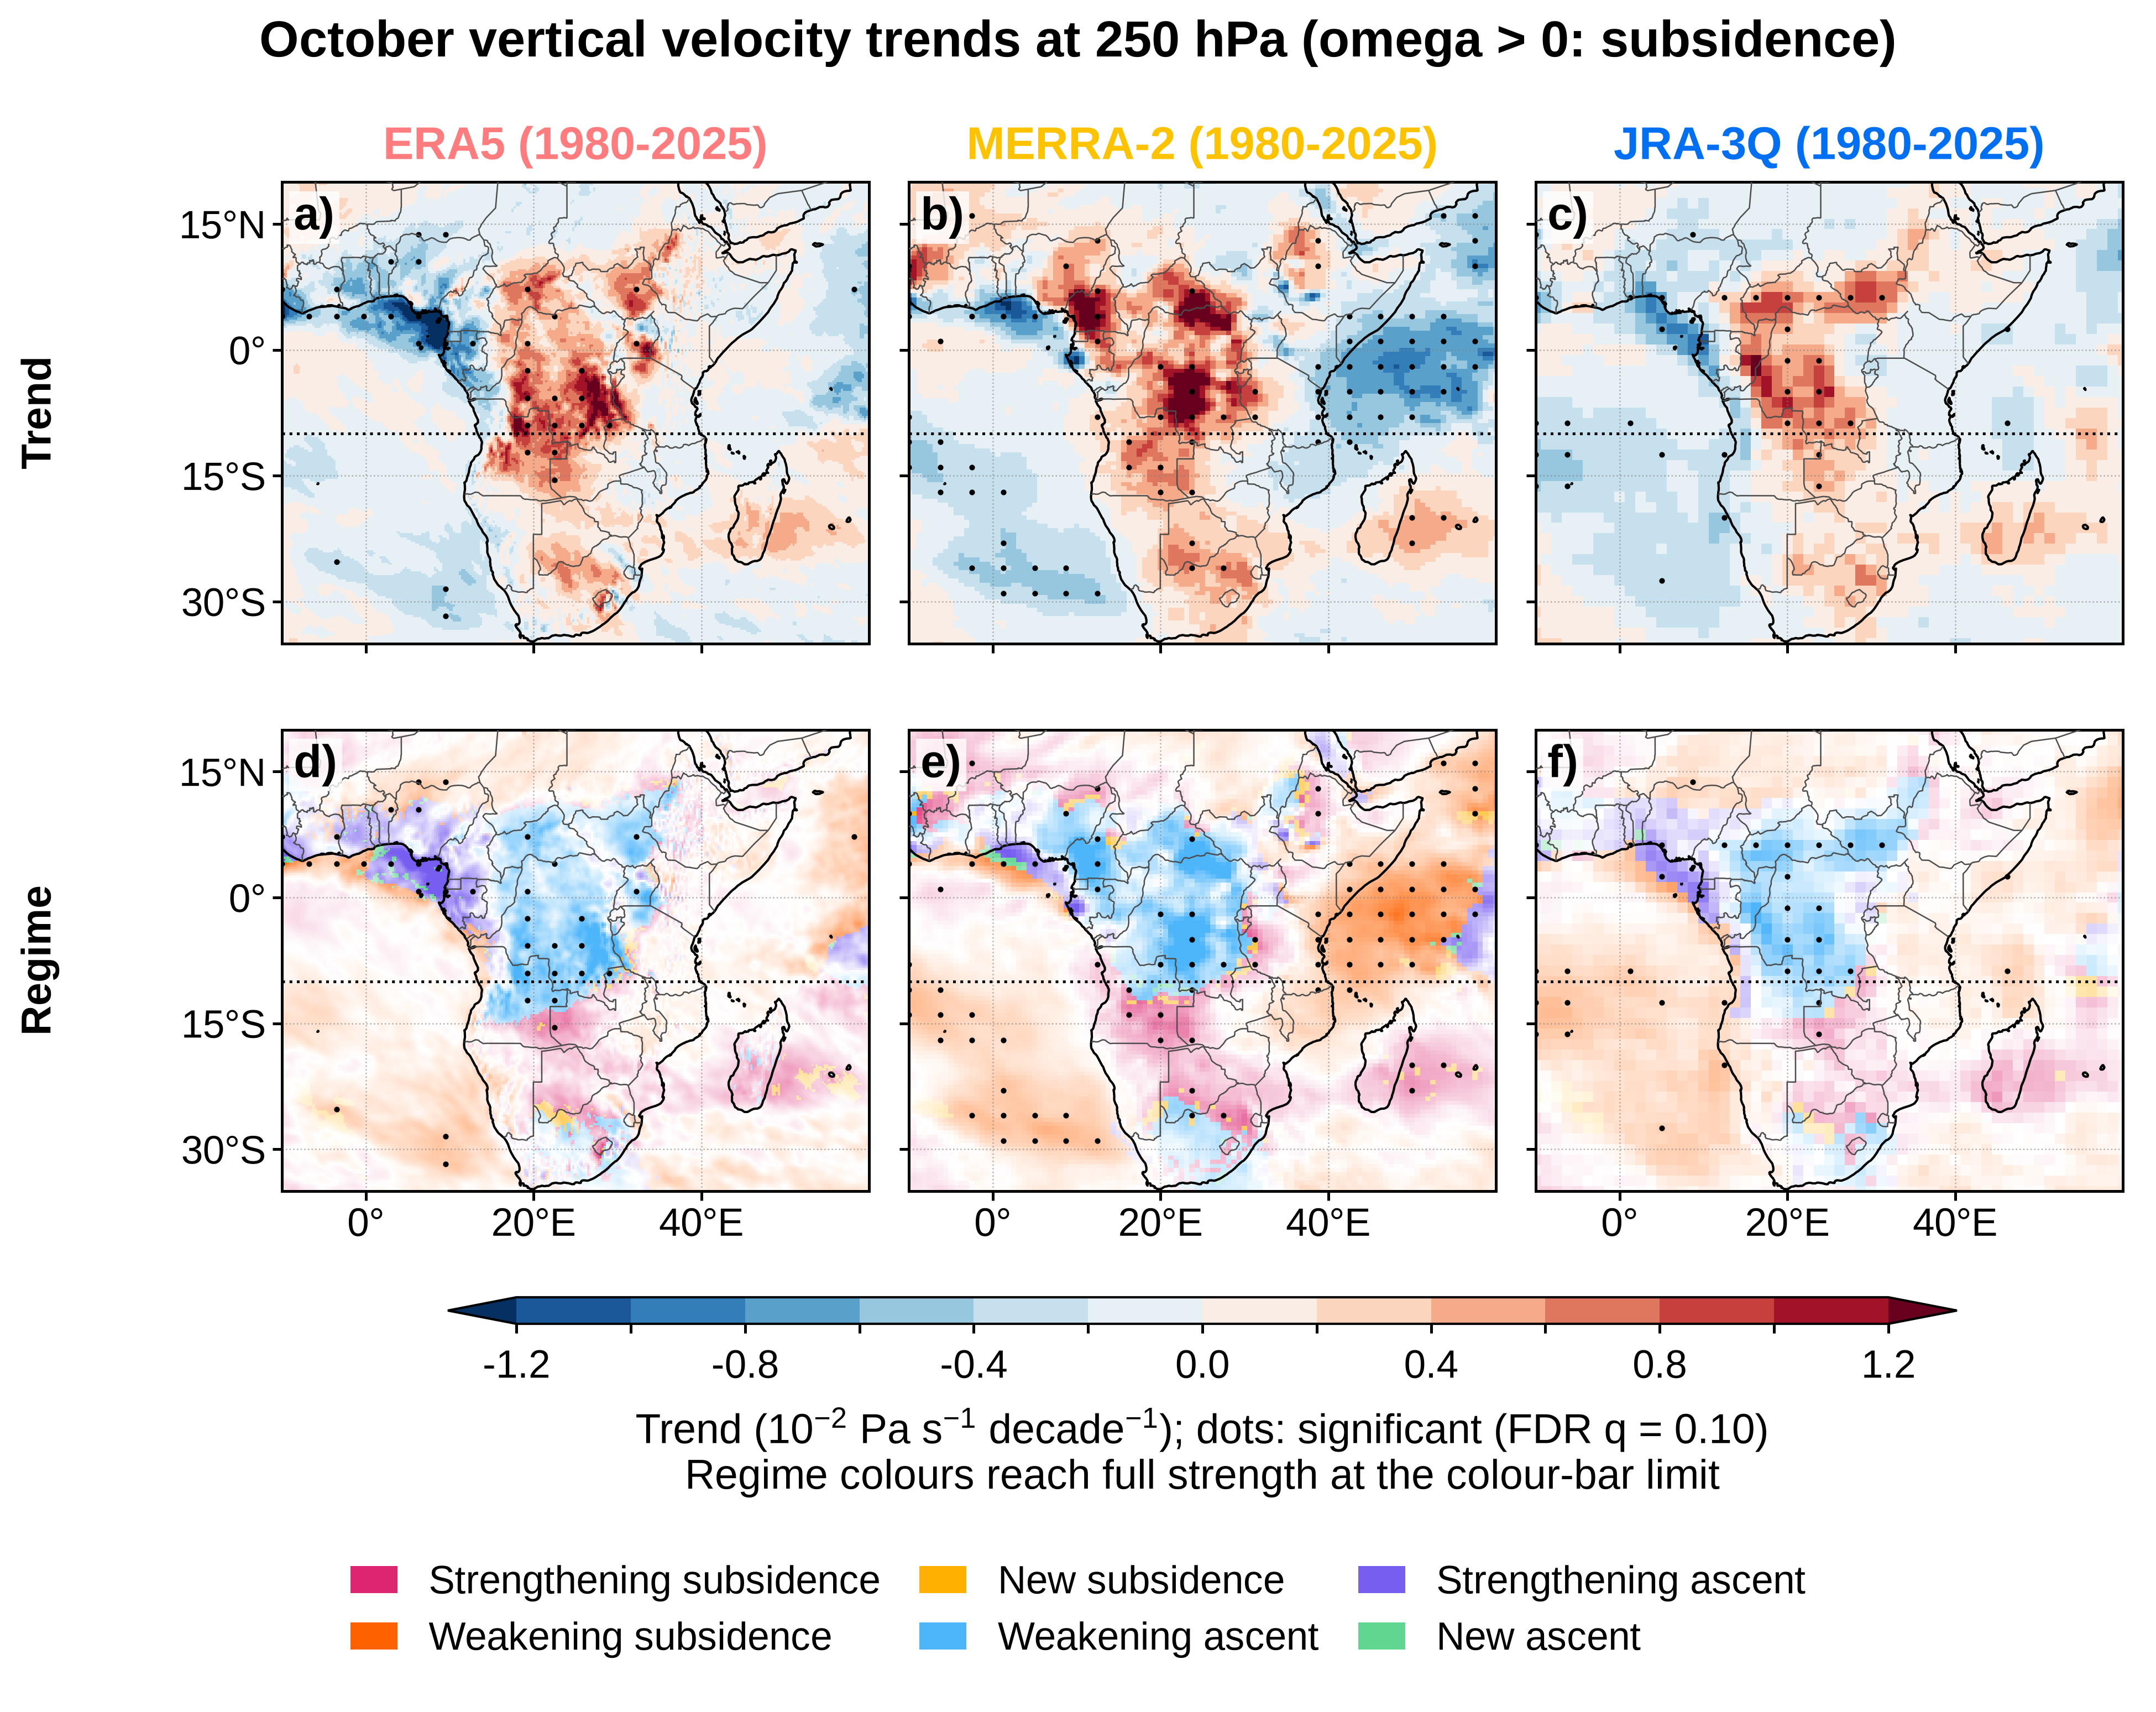 October vertical velocity trends at 250 hPa (omega > 0: subsidence)
ERA5 (1980-2025)
MERRA-2 (1980-2025)
JRA-3Q (1980-2025)
Trend
a)
b)
c)
15°N
0°
15°S
30°S
Regime
d)
e)
f)
15°N
0°
15°S
30°S
0° 20°E 40°E
0° 20°E 40°E
0° 20°E 40°E
-1.2 -0.8 -0.4 0.0 0.4 0.8 1.2
Trend (10⁻² Pa s⁻¹ decade⁻¹); dots: significant (FDR q = 0.10)
Regime colours reach full strength at the colour-bar limit
Strengthening subsidence New subsidence Strengthening ascent
Weakening subsidence Weakening ascent New ascent